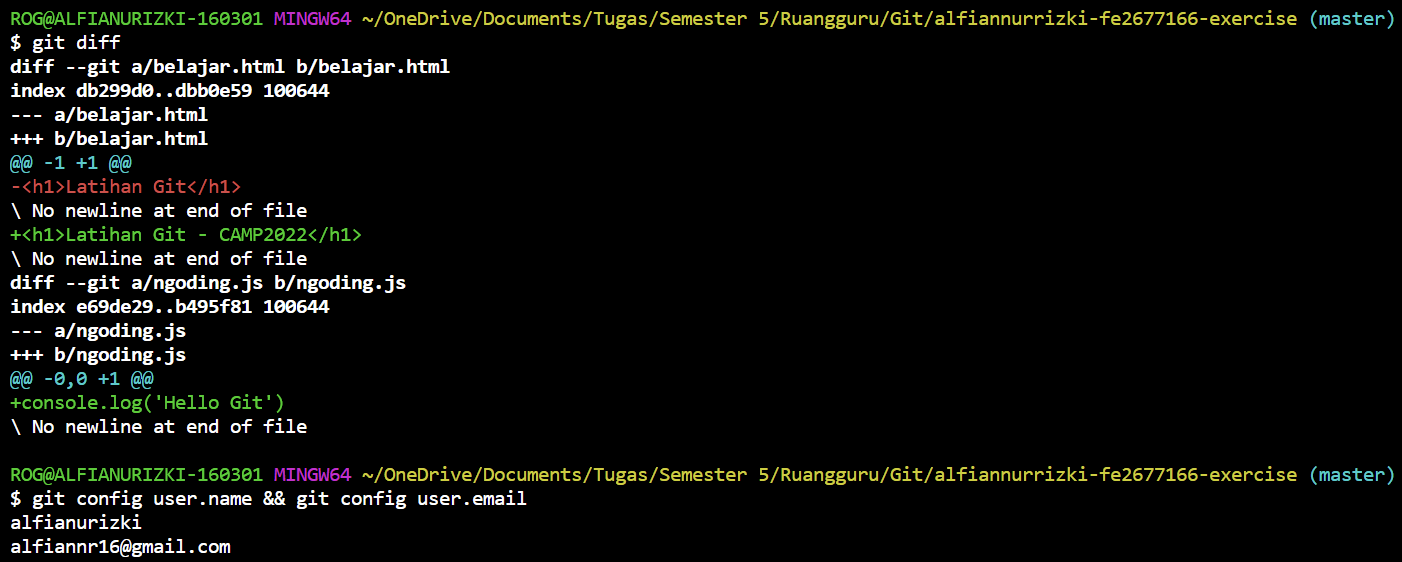 ROG@ALFIANURIZKI-160301 MINGW64 ~/OneDrive/Documents/Tugas/Semester 5/Ruangguru/Git/alfiannurrizki-fe2677166-exercise (master)
$ git diff
diff --git a/belajar.html b/belajar.html
index db299d0..dbb0e59 100644
--- a/belajar.html
+++ b/belajar.html
@@ -1 +1 @@
-<h1>Latihan Git</h1>
\ No newline at end of file
+<h1>Latihan Git - CAMP2022</h1>
\ No newline at end of file
diff --git a/ngoding.js b/ngoding.js
index e69de29..b495f81 100644
--- a/ngoding.js
+++ b/ngoding.js
@@ -0,0 +1 @@
+console.log('Hello Git')
\ No newline at end of file
ROG@ALFIANURIZKI-160301 MINGW64 ~/OneDrive/Documents/Tugas/Semester 5/Ruangguru/Git/alfiannurrizki-fe2677166-exercise (master)
$ git config user.name && git config user.email
alfianurizki
alfiannr16@gmail.com